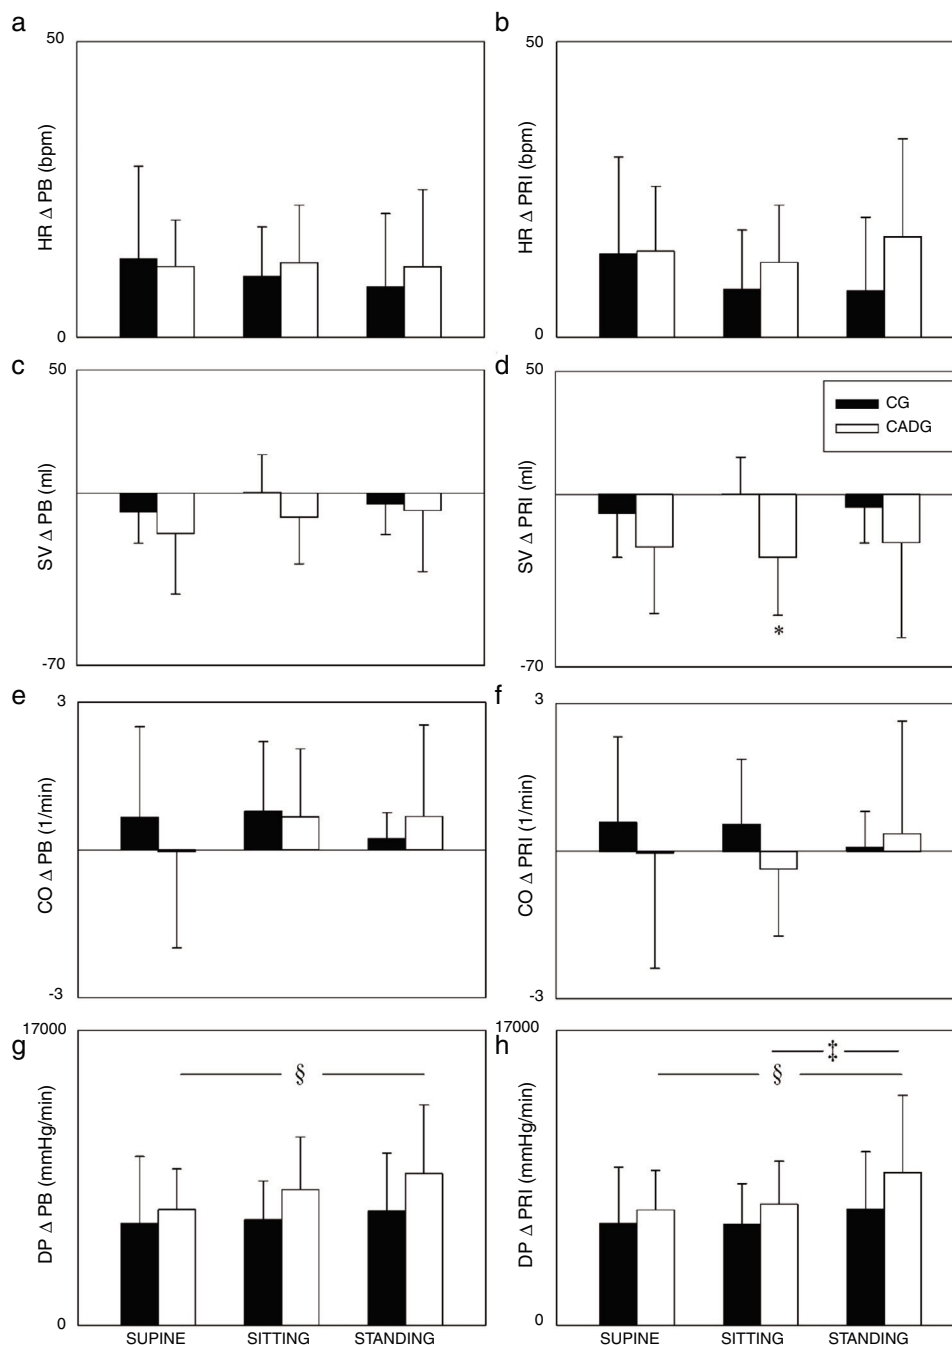 a
50
HR Δ PB (bpm)
0
b
50
HR Δ PRI (bpm)
0
c
50
SV Δ PB (ml)
-70
d
50
CG
CADG
SV Δ PRI (ml)
*
-70
e
3
CO Δ PB (1/min)
-3
f
3
CO Δ PRI (1/min)
-3
g
17000
§
DP Δ PB (mmHg/min)
0
SUPINE SITTING STANDING
h
17000
‡
§
DP Δ PRI (mmHg/min)
0
SUPINE SITTING STANDING